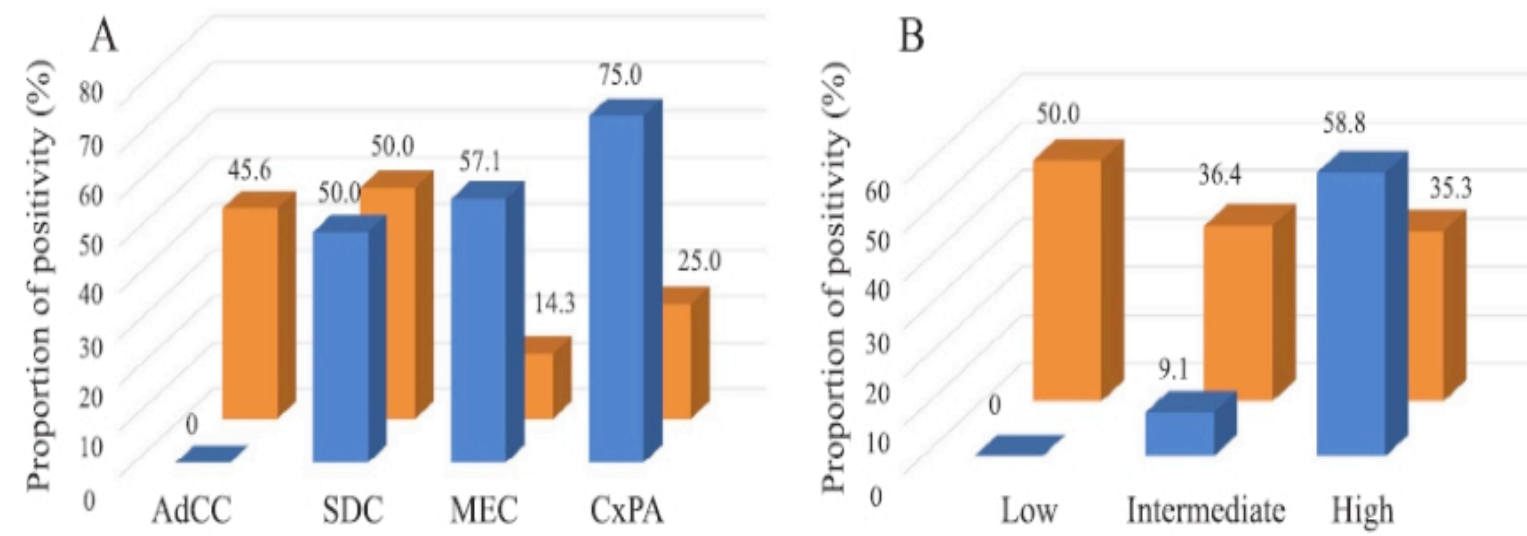 A
Proportion of positivity (%)
80
70
60
50
40
30
20
10
0
0
45.6
50.0
50.0
57.1
14.3
75.0
25.0
AdCC
SDC
MEC
CxPA
B
Proportion of positivity (%)
60
50
40
30
20
10
0
0
50.0
9.1
36.4
58.8
35.3
Low
Intermediate
High